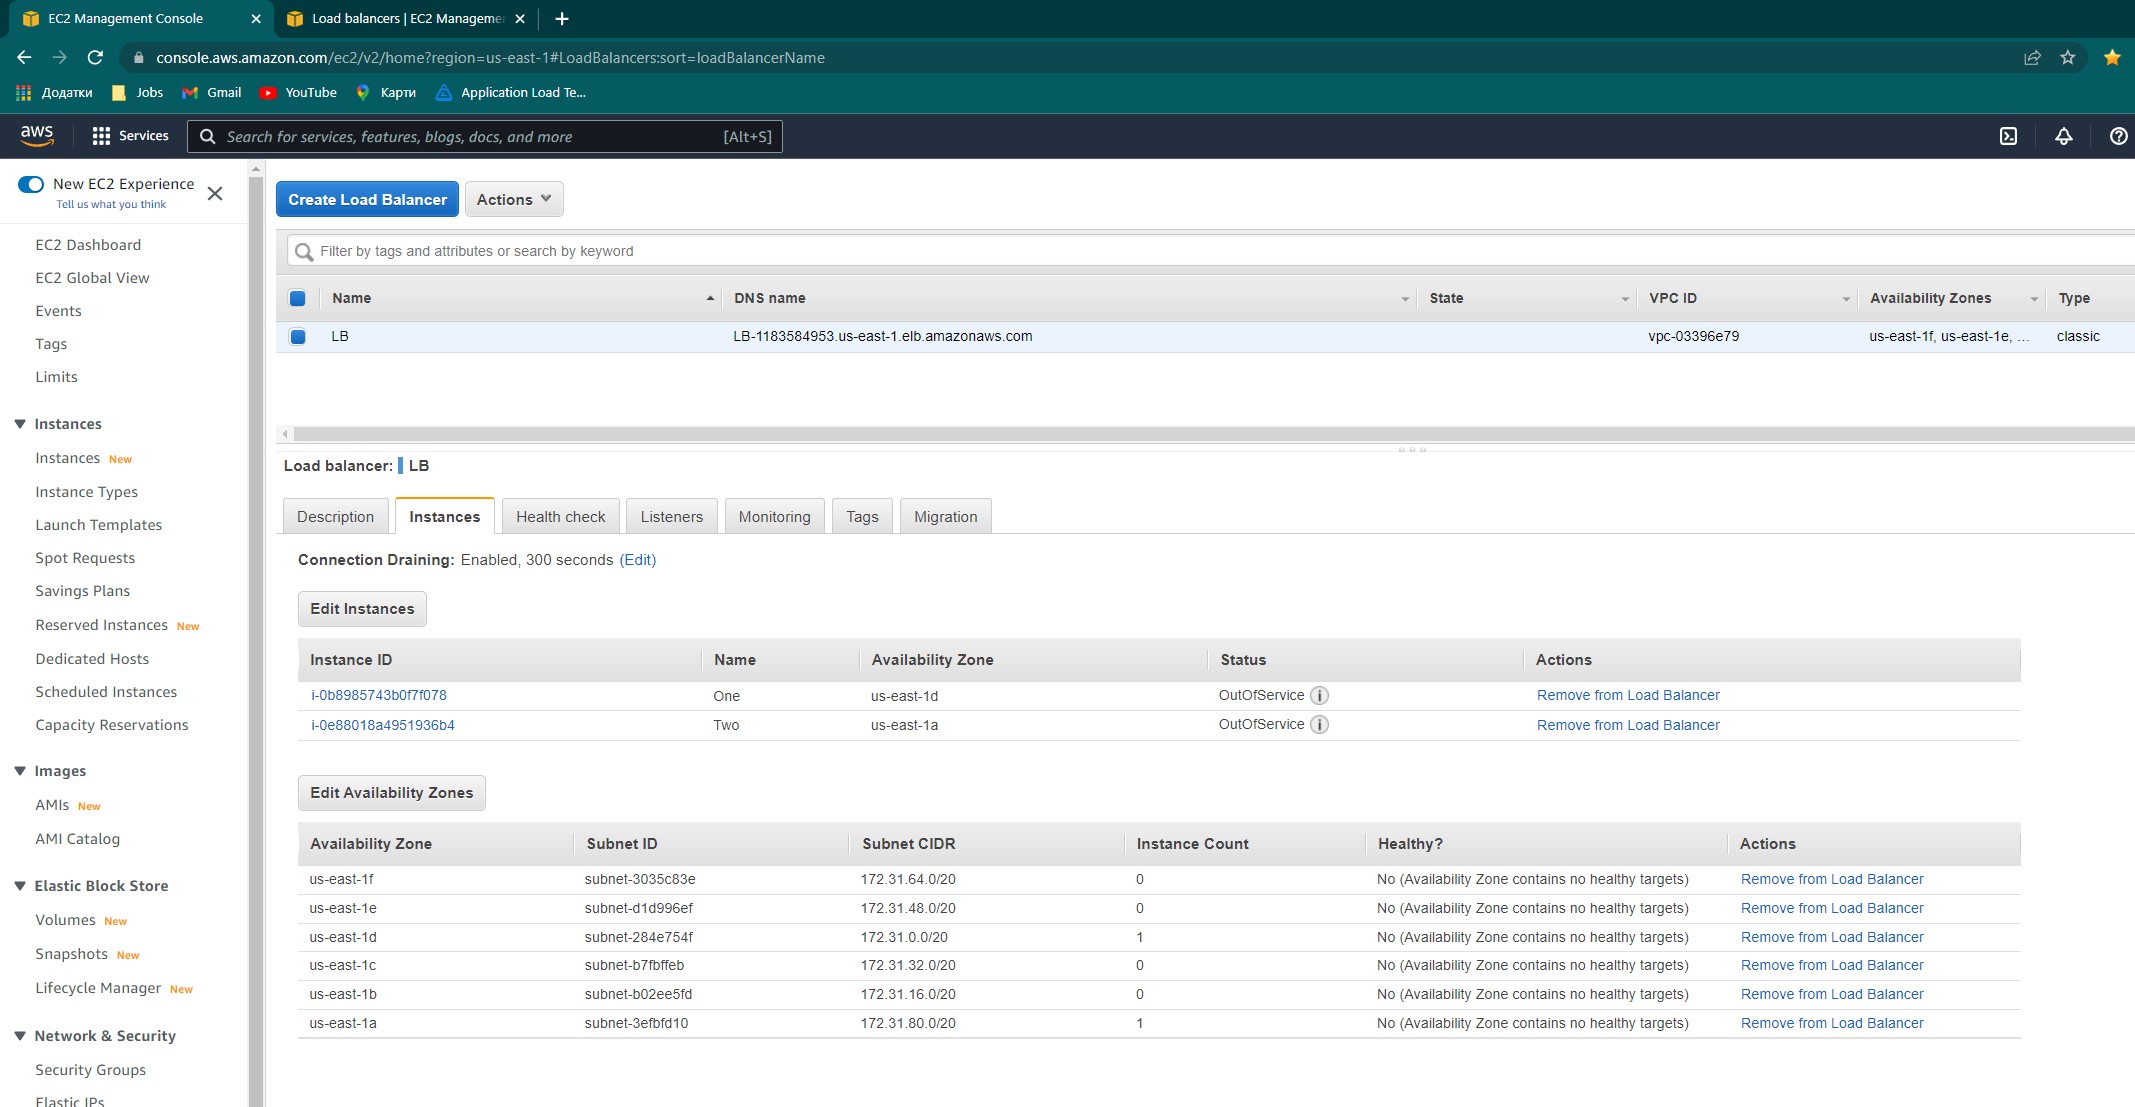 EC2 Management Console
Load balancers | EC2 Manageme
console.aws.amazon.com/ec2/v2/home?region=us-east-1#LoadBalancers:sort=loadBalancerName
Додатки Jobs Gmail YouTube Карти Application Load Te...
aws Services Search for services, features, blogs, docs, and more [Alt+S]
New EC2 Experience
Tell us what you think
EC2 Dashboard
EC2 Global View
Events
Tags
Limits
Instances
Instances New
Instance Types
Launch Templates
Spot Requests
Savings Plans
Reserved Instances New
Dedicated Hosts
Scheduled Instances
Capacity Reservations
Images
AMIs New
AMI Catalog
Elastic Block Store
Volumes New
Snapshots New
Lifecycle Manager New
Network & Security
Security Groups
Elastic IPs
Create Load Balancer Actions
Filter by tags and attributes or search by keyword
Name DNS name State VPC ID Availability Zones Type
LB LB-1183584953.us-east-1.elb.amazonaws.com vpc-03396e79 us-east-1f, us-east-1e, ... classic
Load balancer: LB
Description Instances Health check Listeners Monitoring Tags Migration
Connection Draining: Enabled, 300 seconds (Edit)
Edit Instances
Instance ID Name Availability Zone Status Actions
i-0b8985743b0f7f078 One us-east-1d OutOfService i Remove from Load Balancer
i-0e88018a4951936b4 Two us-east-1a OutOfService i Remove from Load Balancer
Edit Availability Zones
Availability Zone Subnet ID Subnet CIDR Instance Count Healthy? Actions
us-east-1f subnet-3035c83e 172.31.64.0/20 0 No (Availability Zone contains no healthy targets) Remove from Load Balancer
us-east-1e subnet-d1d996ef 172.31.48.0/20 0 No (Availability Zone contains no healthy targets) Remove from Load Balancer
us-east-1d subnet-284e754f 172.31.0.0/20 1 No (Availability Zone contains no healthy targets) Remove from Load Balancer
us-east-1c subnet-b7fbffeb 172.31.32.0/20 0 No (Availability Zone contains no healthy targets) Remove from Load Balancer
us-east-1b subnet-b02ee5fd 172.31.16.0/20 0 No (Availability Zone contains no healthy targets) Remove from Load Balancer
us-east-1a subnet-3efbfd10 172.31.80.0/20 1 No (Availability Zone contains no healthy targets) Remove from Load Balancer